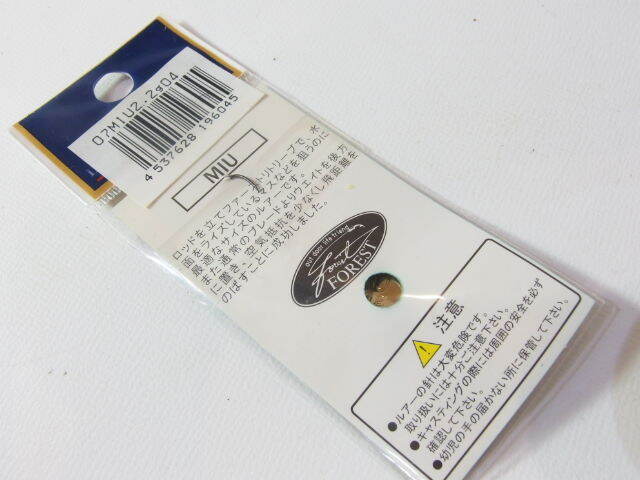 07MIU2.2g04
4 537628 196045
MIU
ロッドを立てファーストリトリーブで、水
面をライズしているマスなどを狙うのに
最適なサイズのルアーです。
また通常のブレードよりウエイトを後方
に置き、空気抵抗を少なくし飛距離を
のばすことに成功しました。
out door life friend
Forest
FOREST
注意
●ルアーの針は大変危険です。
取り扱いには十分ご注意下さい。
●キャスティングの際には周囲の安全を必ず
確認して下さい。
●幼児の手の届かない所に保管して下さい。